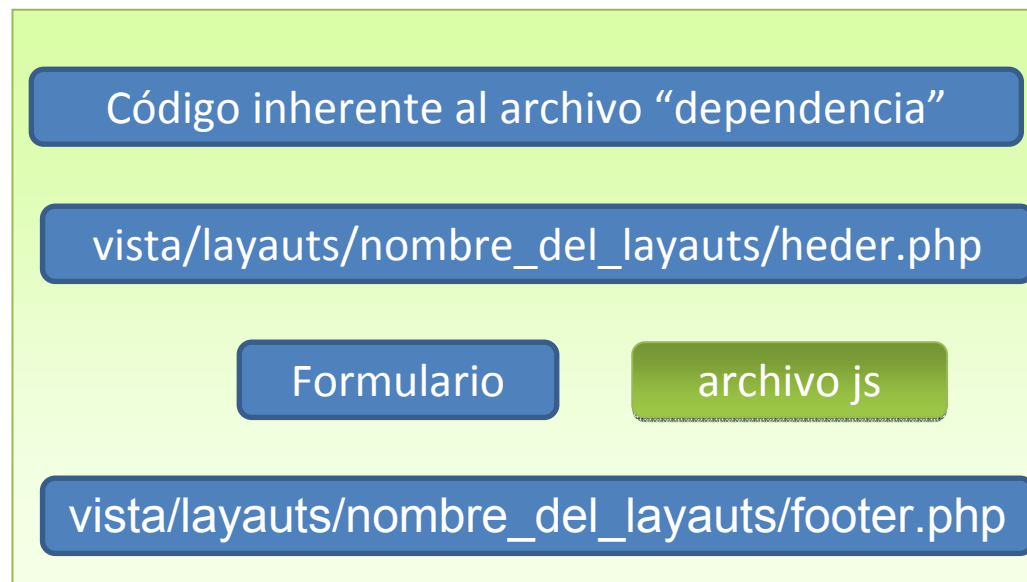 Código inherente al archivo “dependencia”
vista/layauts/nombre_del_layauts/heder.php
Formulario
archivo js
vista/layauts/nombre_del_layauts/footer.php